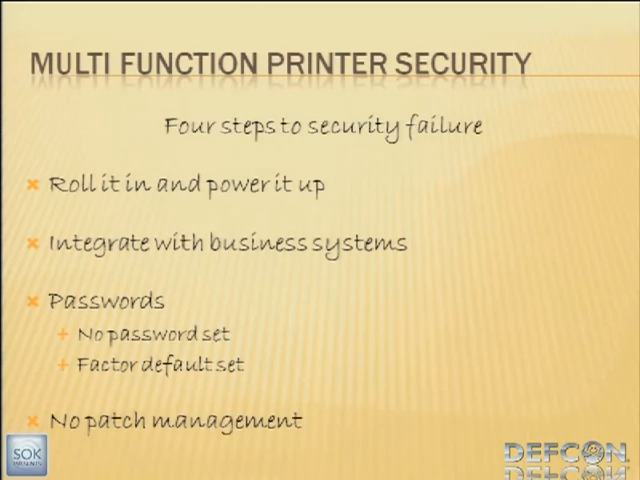 MULTI FUNCTION PRINTER SECURITY
Four steps to security failure
Roll it in and power it up
Integrate with business systems
Passwords
No password set
Factor default set
No patch management
SOK
PRESENTS
DEFCON